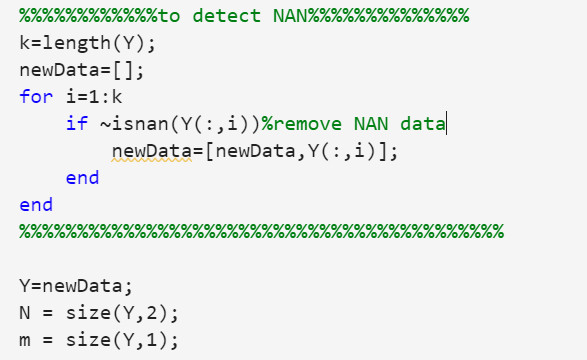 %%%%%%%%%%%%to detect NAN%%%%%%%%%%%%%%
k=length(Y);
newData=[];
for i=1:k
    if ~isnan(Y(:,i))%remove NAN data
        newData=[newData,Y(:,i)];
    end
end
%%%%%%%%%%%%%%%%%%%%%%%%%%%%%%%%%%%%%%%%%%
Y=newData;
N = size(Y,2);
m = size(Y,1);